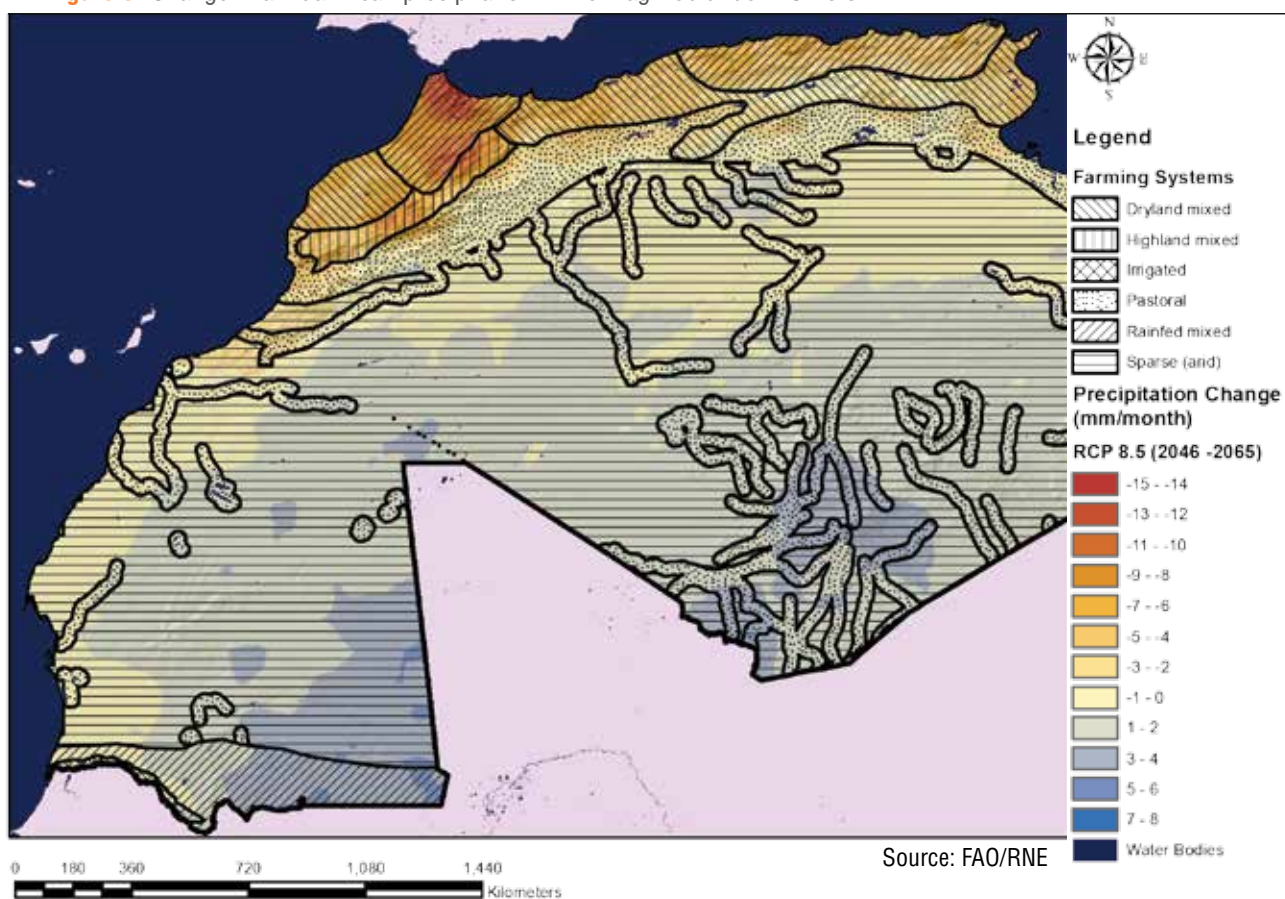 W
E
S
Legend
Farming Systems
Dryland mixed
Highland mixed
Irrigated
Pastoral
Rainfed mixed
Sparse (arid)
Precipitation Change
(mm/month)
RCP 8.5 (2046 -2065)
-15 - -14
-13 - -12
-11 - -10
-9 - -8
-7 - -6
-5 - -4
-3 - -2
-1 - 0
1 - 2
3 - 4
5 - 6
7 - 8
Water Bodies
Source: FAO/RNE
0 180 360 720 1,080 1,440
Kilometers